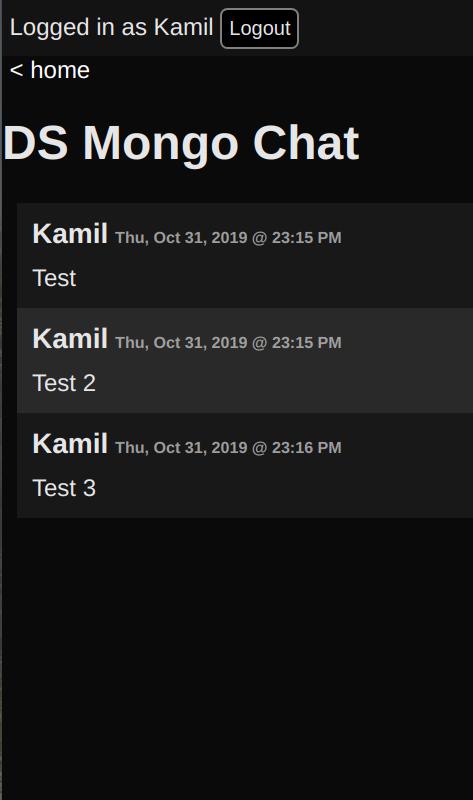 Logged in as Kamil Logout
< home
DS Mongo Chat
Kamil Thu, Oct 31, 2019 @ 23:15 PM
Test
Kamil Thu, Oct 31, 2019 @ 23:15 PM
Test 2
Kamil Thu, Oct 31, 2019 @ 23:16 PM
Test 3